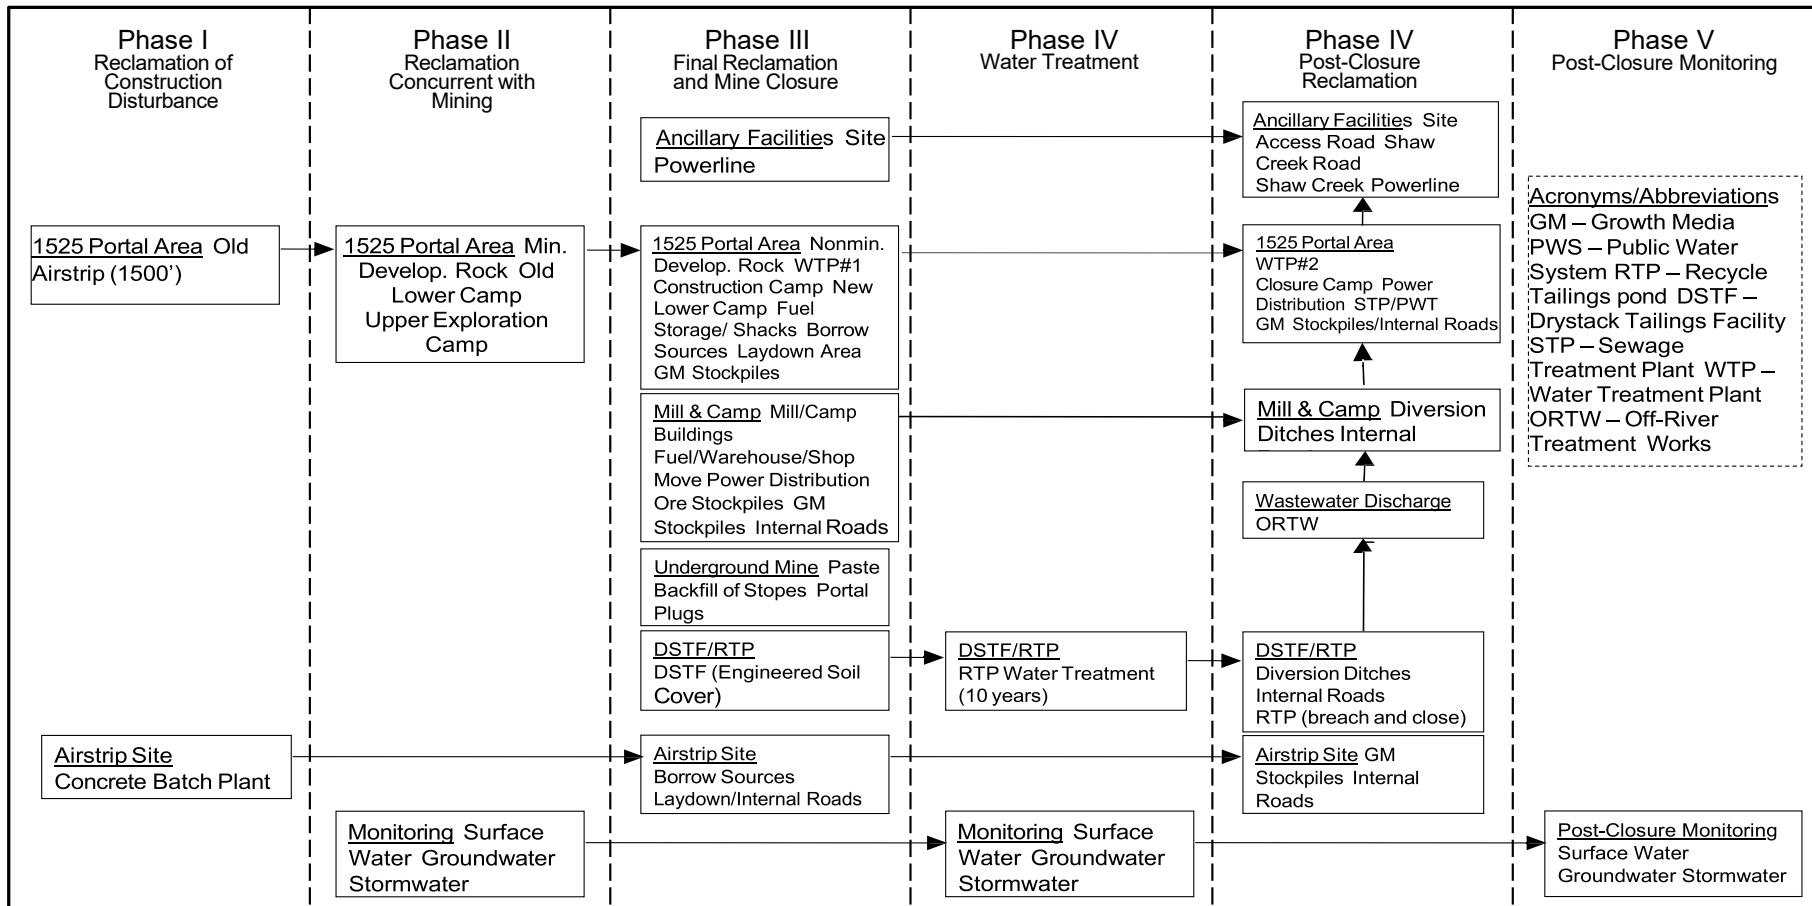 Phase I
Reclamation of
Construction
Disturbance
Phase II
Reclamation
Concurrent with
Mining
Phase III
Final Reclamation
and Mine Closure
Phase IV
Water Treatment
Phase IV
Post-Closure
Reclamation
Phase V
Post-Closure Monitoring
Ancillary Facilities Site
Powerline
Ancillary Facilities Site
Access Road Shaw
Creek Road
Shaw Creek Powerline
1525 Portal Area Old
Airstrip (1500’)
1525 Portal Area Min.
Develop. Rock Old
Lower Camp
Upper Exploration
Camp
1525 Portal Area Nonmin.
Develop. Rock WTP#1
Construction Camp New
Lower Camp Fuel
Storage/ Shacks Borrow
Sources Laydown Area
GM Stockpiles
1525 Portal Area
WTP#2
Closure Camp Power
Distribution STP/PWT
GM Stockpiles/Internal Roads
Acronyms/Abbreviations
GM – Growth Media
PWS – Public Water
System RTP – Recycle
Tailings pond DSTF –
Drystack Tailings Facility
STP – Sewage
Treatment Plant WTP –
Water Treatment Plant
ORTW – Off-River
Treatment Works
Mill & Camp Mill/Camp
Buildings
Fuel/Warehouse/Shop
Move Power Distribution
Ore Stockpiles GM
Stockpiles Internal Roads
Mill & Camp Diversion
Ditches Internal
Wastewater Discharge
ORTW
Underground Mine Paste
Backfill of Stopes Portal
Plugs
DSTF/RTP
DSTF (Engineered Soil
Cover)
DSTF/RTP
RTP Water Treatment
(10 years)
DSTF/RTP
Diversion Ditches
Internal Roads
RTP (breach and close)
Airstrip Site
Concrete Batch Plant
Airstrip Site
Borrow Sources
Laydown/Internal Roads
Airstrip Site GM
Stockpiles Internal
Roads
Monitoring Surface
Water Groundwater
Stormwater
Monitoring Surface
Water Groundwater
Stormwater
Post-Closure Monitoring
Surface Water
Groundwater Stormwater